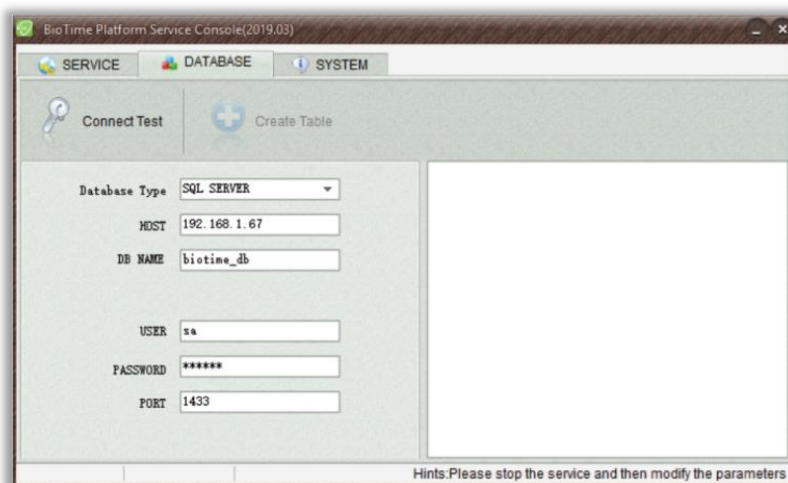 BioTime Platform Service Console(2019.03)
SERVICE DATABASE SYSTEM
Connect Test Create Table
Database Type SQL SERVER
HOST 192.168.1.67
DB NAME biotime_db
USER sa
PASSWORD ******
PORT 1433
Hints:Please stop the service and then modify the parameters